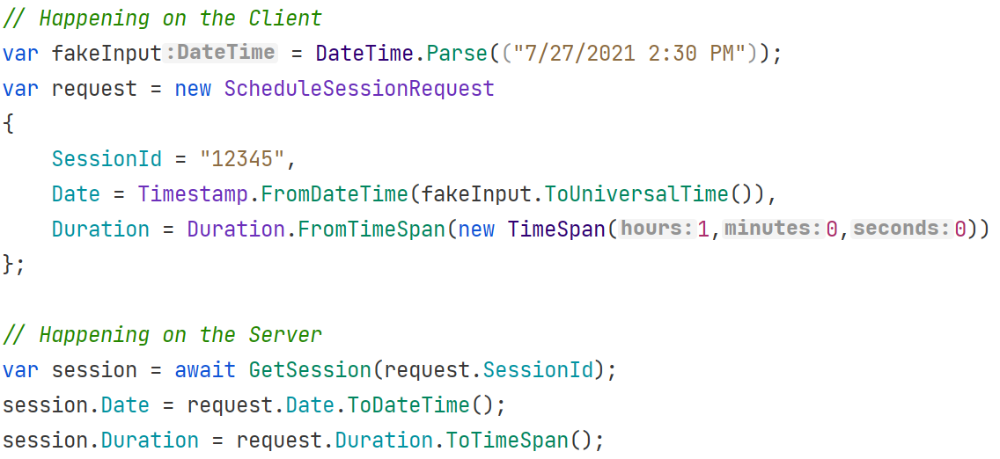 // Happening on the Client
var fakeInput:DateTime = DateTime.Parse(("7/27/2021 2:30 PM"));
var request = new ScheduleSessionRequest
{
    SessionId = "12345",
    Date = Timestamp.FromDateTime(fakeInput.ToUniversalTime()),
    Duration = Duration.FromTimeSpan(new TimeSpan(hours:1,minutes:0,seconds:0))
};

// Happening on the Server
var session = await GetSession(request.SessionId);
session.Date = request.Date.ToDateTime();
session.Duration = request.Duration.ToTimeSpan();